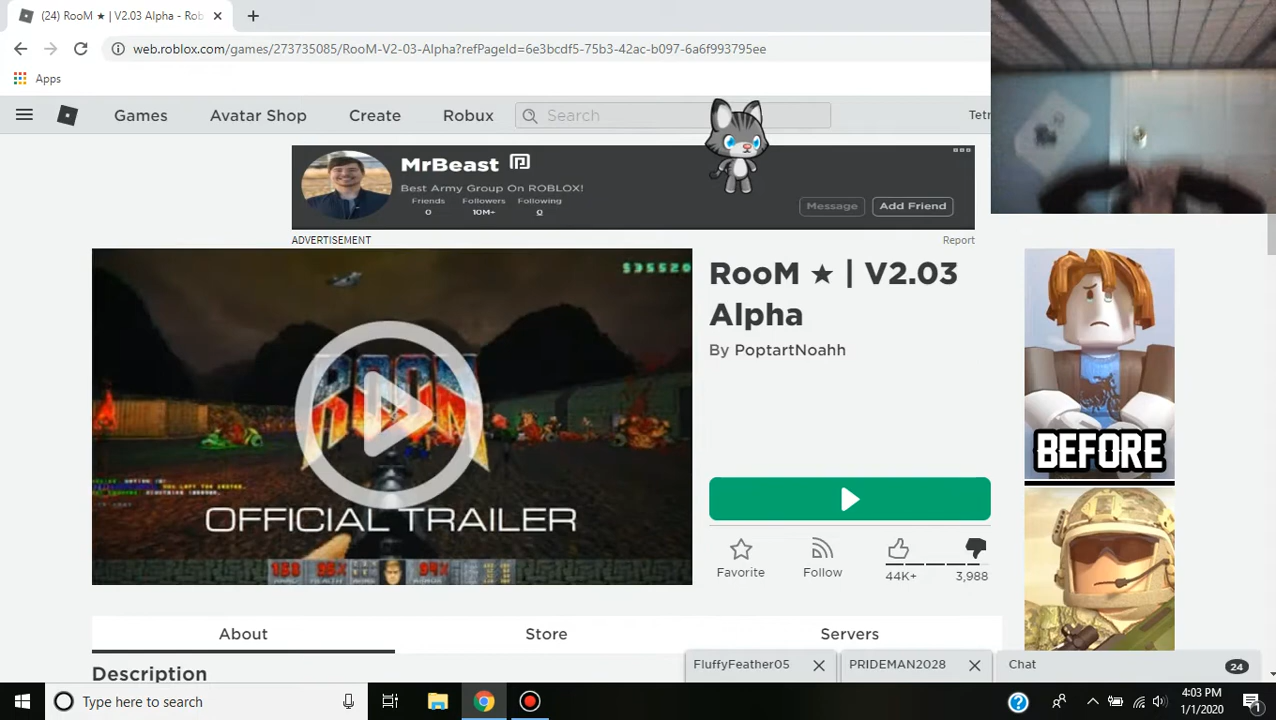 (24) RooM ★ | V2.03 Alpha - Rob
web.roblox.com/games/273735085/RooM-V2-03-Alpha?refPageId=6e3bcdf5-75b3-42ac-b097-6a6f993795ee
Apps
Games Avatar Shop Create Robux Search Tetr
MrBeast
Best Army Group On ROBLOX!
Friends Followers Following
0 10M+ 0
Message Add Friend
ADVERTISEMENT Report
$35520
ROOM
OFFICIAL TRAILER
RooM ★ | V2.03
Alpha
By PoptartNoahh
BEFORE
Favorite Follow 44K+ 3,988
About Store Servers
Description
FluffyFeather05 PRIDEMAN2028 Chat 24
Type here to search
4:03 PM
1/1/2020
1